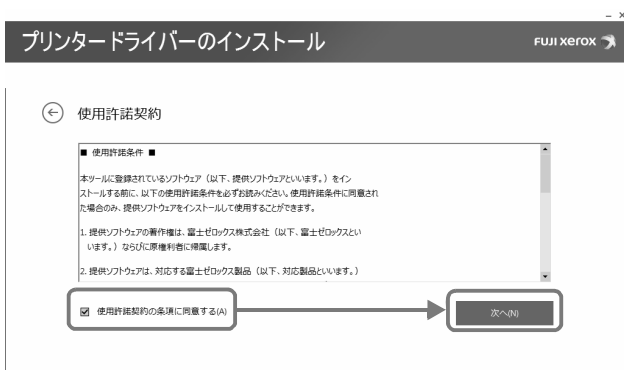 プリンタードライバーのインストール
FUJI xerox
使用許諾契約
■ 使用許諾条件 ■
本ツールに登録されているソフトウェア（以下、提供ソフトウェアといいます。）をイン
ストールする前に、以下の使用許諾条件を必ずお読みください。使用許諾条件に同意され
た場合のみ、提供ソフトウェアをインストールして使用することができます。
1. 提供ソフトウェアの著作権は、富士ゼロックス株式会社（以下、富士ゼロックスとい
います。）ならびに原権利者に帰属します。
2. 提供ソフトウェアは、対応する富士ゼロックス製品（以下、対応製品といいます。）
使用許諾契約の条項に同意する(A)
次へ(N)